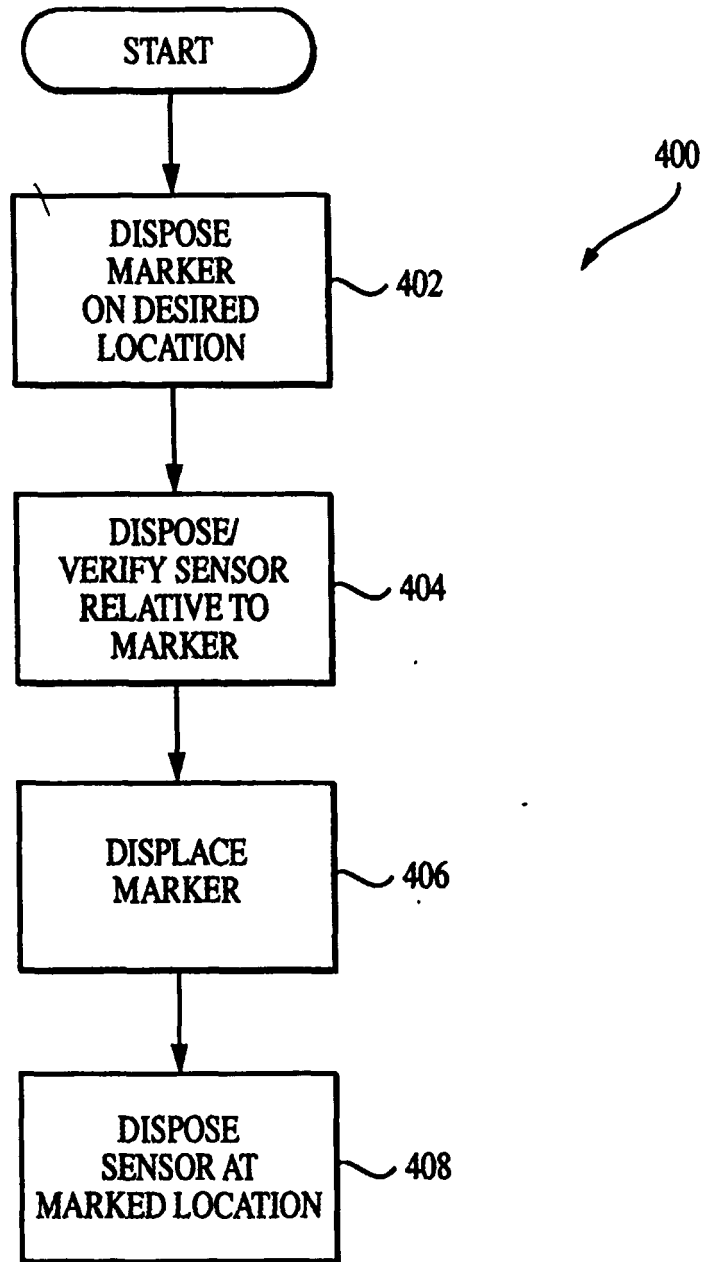 START
400
DISPOSE
MARKER
ON DESIRED
LOCATION
402
DISPOSE/
VERIFY SENSOR
RELATIVE TO
MARKER
404
DISPLACE
MARKER
406
DISPOSE
SENSOR AT
MARKED LOCATION
408